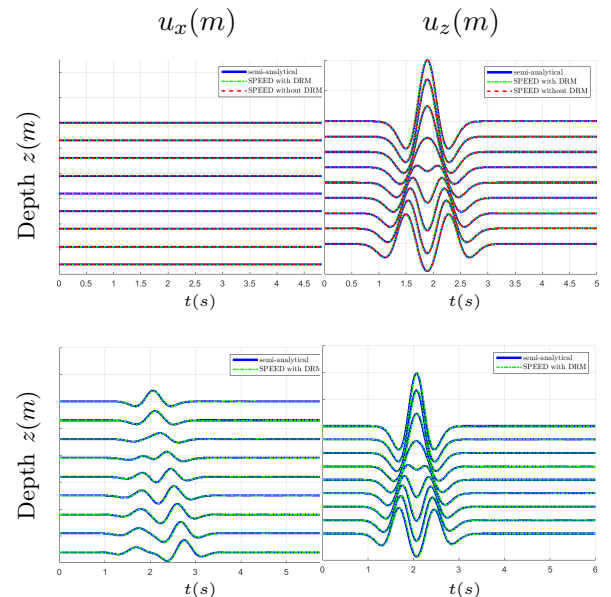 u_x(m) u_z(m)
semi-analytical
SPEED with DRM
SPEED without DRM
semi-analytical
SPEED with DRM
SPEED without DRM
Depth z(m)
0 0.5 1 1.5 2 2.5 3 3.5 4 4.5
0 0.5 1 1.5 2 2.5 3 3.5 4 4.5 5
t(s) t(s)
semi-analytical
SPEED with DRM
semi-analytical
SPEED with DRM
Depth z(m)
0 1 2 3 4 5
0 1 2 3 4 5 6
t(s) t(s)